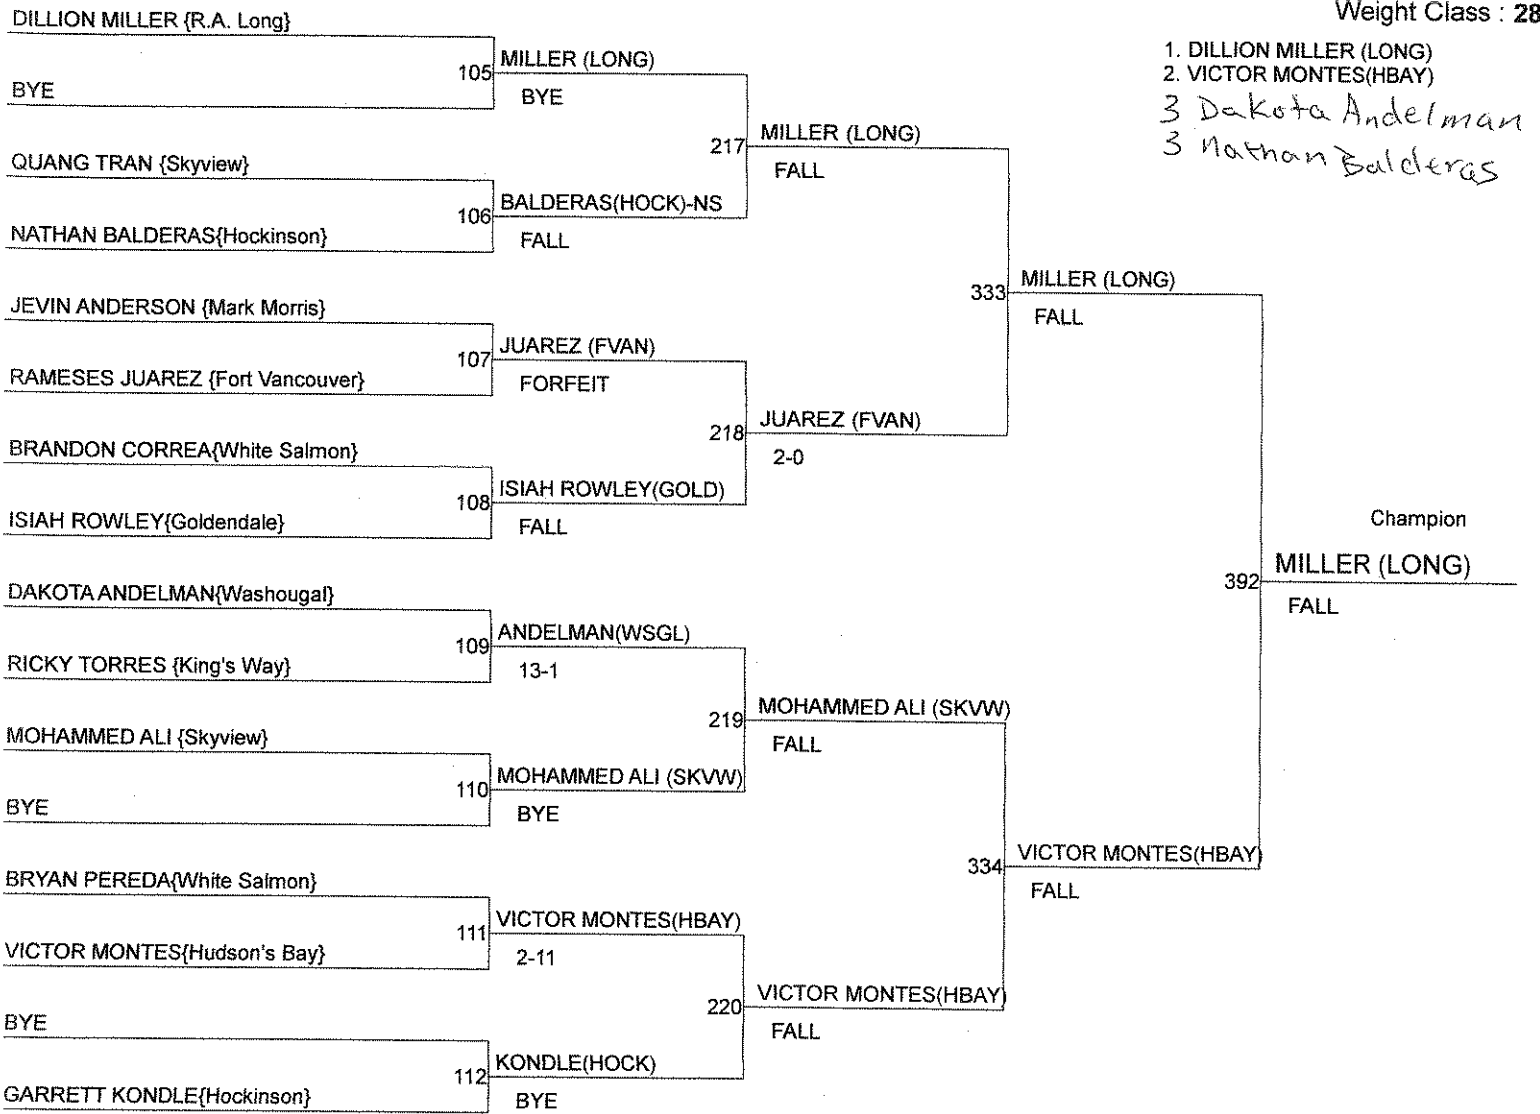 Weight Class : 28
1. DILLION MILLER (LONG)
2. VICTOR MONTES(HBAY)
3 Dakota Andelman
3 Nathan Balderas
DILLION MILLER {R.A. Long}
105
MILLER (LONG)
BYE
BYE
217
MILLER (LONG)
FALL
QUANG TRAN {Skyview}
106
BALDERAS(HOCK)-NS
FALL
NATHAN BALDERAS{Hockinson}
333
MILLER (LONG)
FALL
JEVIN ANDERSON {Mark Morris}
107
JUAREZ (FVAN)
FORFEIT
RAMESES JUAREZ {Fort Vancouver}
218
JUAREZ (FVAN)
2-0
BRANDON CORREA{White Salmon}
108
ISIAH ROWLEY(GOLD)
FALL
ISIAH ROWLEY{Goldendale}
Champion
392
MILLER (LONG)
FALL
DAKOTA ANDELMAN{Washougal}
109
ANDELMAN(WSGL)
13-1
RICKY TORRES {King's Way}
219
MOHAMMED ALI (SKVW)
FALL
MOHAMMED ALI {Skyview}
110
MOHAMMED ALI (SKVW)
BYE
BYE
334
VICTOR MONTES(HBAY)
FALL
BRYAN PEREDA{White Salmon}
111
VICTOR MONTES(HBAY)
2-11
VICTOR MONTES{Hudson's Bay}
220
VICTOR MONTES(HBAY)
FALL
BYE
112
KONDLE(HOCK)
BYE
GARRETT KONDLE{Hockinson}